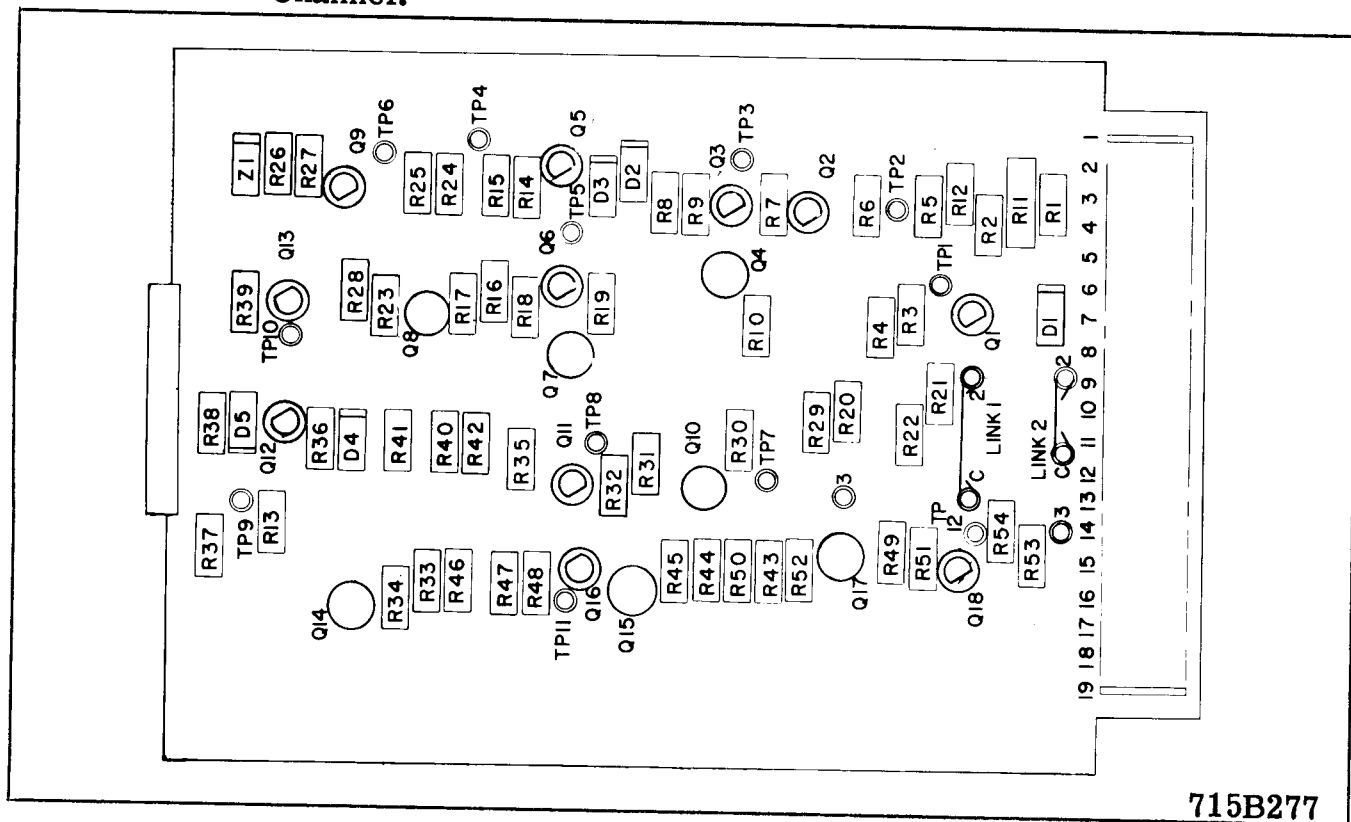 Channel.
Z1
R26
R27
Q9
TP6
R25
R24
TP4
R15
R14
Q5
TP5
D3
D2
R8
R9
Q3
TP3
R7
Q2
R6
TP2
R5
R12
R2
R11
R1
R39
Q13
TP10
R28
R23
Q8
R17
R16
R18
Q6
R19
Q7
Q4
R10
R4
R3
TP1
Q1
D1
R38
D5
Q12
R36
D4
R41
R40
R42
R35
Q11
TP8
R32
R31
Q10
R30
TP7
R29
R20
3
R22
R21
2
LINK 1
C
TP
12
2
LINK 2
C
3
R37
TP9
R13
Q14
R34
R33
R46
R47
R48
TP11
Q16
Q15
R45
R44
R50
R43
R52
Q17
R49
R51
Q18
R54
R53
1
2
3
4
5
6
7
8
9
10
11
12
13
14
15
16
17
18
19
715B277